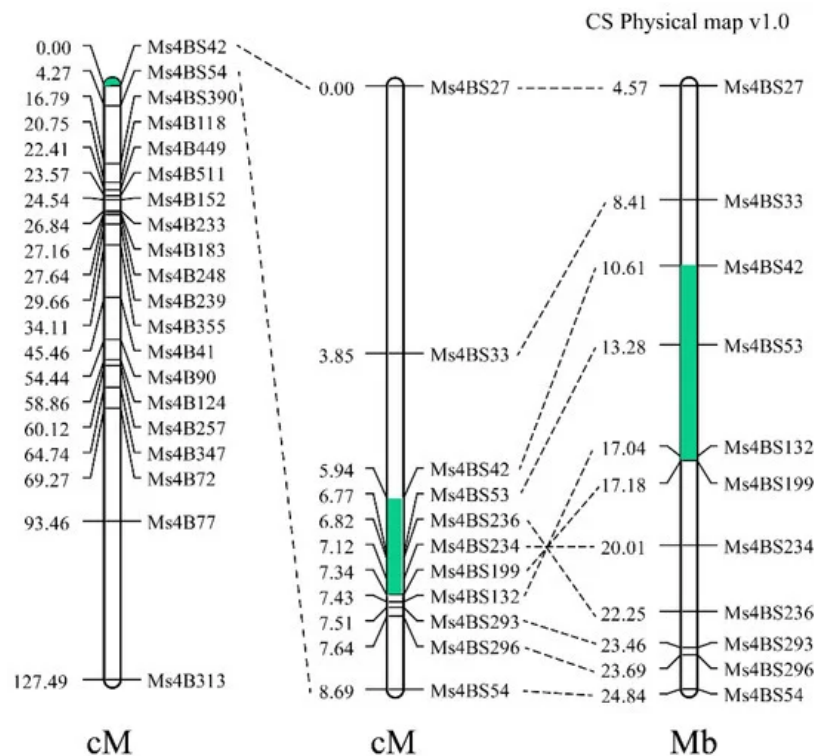 CS Physical map v1.0
0.00 Ms4BS42
4.27 Ms4BS54
16.79 Ms4BS390
20.75 Ms4B118
22.41 Ms4B449
23.57 Ms4B511
24.54 Ms4B152
26.84 Ms4B233
27.16 Ms4B183
27.64 Ms4B248
29.66 Ms4B239
34.11 Ms4B355
45.46 Ms4B41
54.44 Ms4B90
58.86 Ms4B124
60.12 Ms4B257
64.74 Ms4B347
69.27 Ms4B72
93.46 Ms4B77
127.49 Ms4B313
cM
0.00 Ms4BS27
3.85 Ms4BS33
5.94 Ms4BS42
6.77 Ms4BS53
6.82 Ms4BS236
7.12 Ms4BS234
7.34 Ms4BS199
7.43 Ms4BS132
7.51 Ms4BS293
7.64 Ms4BS296
8.69 Ms4BS54
cM
4.57 Ms4BS27
8.41 Ms4BS33
10.61 Ms4BS42
13.28 Ms4BS53
17.04 Ms4BS132
17.18 Ms4BS199
20.01 Ms4BS234
22.25 Ms4BS236
23.46 Ms4BS293
23.69 Ms4BS296
24.84 Ms4BS54
Mb